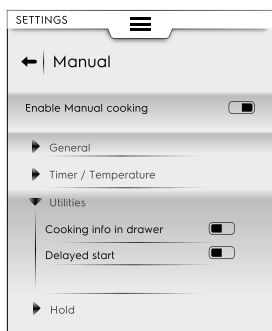 SETTINGS
Manual
Enable Manual cooking
General
Timer / Temperature
Utilities
Cooking info in drawer
Delayed start
Hold